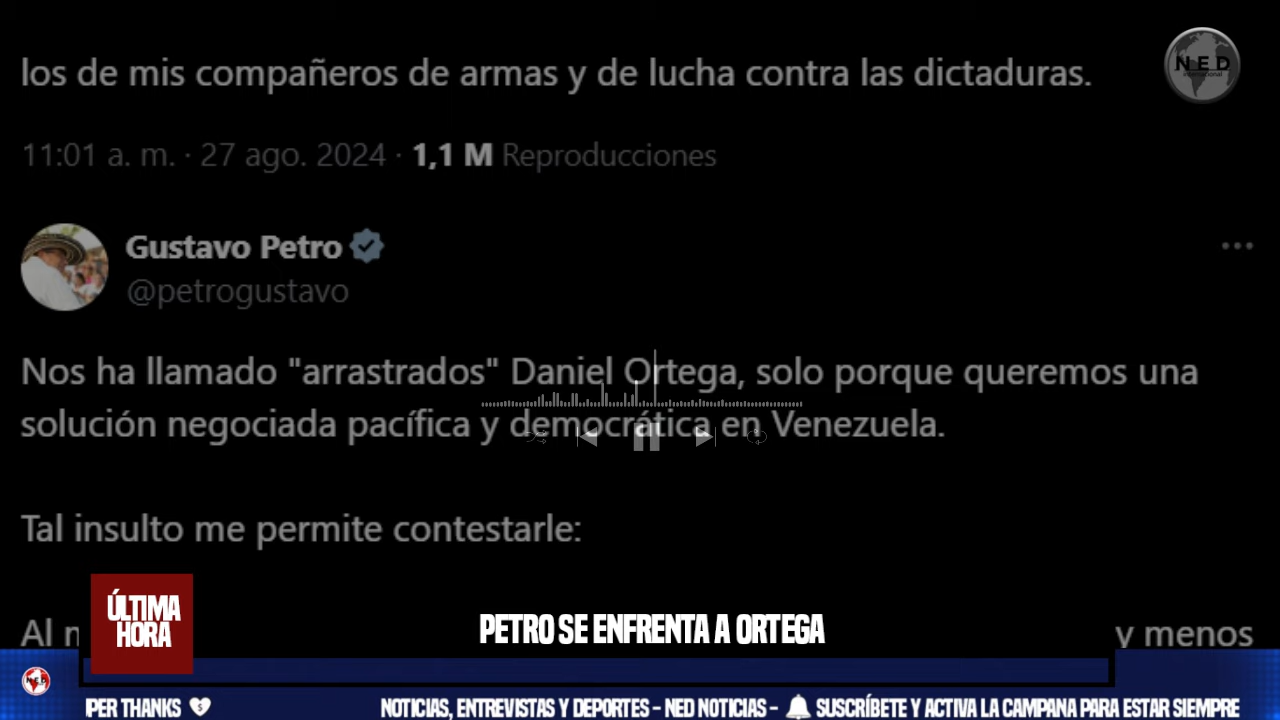 los de mis compañeros de armas y de lucha contra las dictaduras.
NED
international
11:01 a. m. · 27 ago. 2024 · 1,1 M Reproducciones
Gustavo Petro
@petrogustavo
Nos ha llamado "arrastrados" Daniel Ortega, solo porque queremos una
solución negociada pacífica y democrática en Venezuela.
Tal insulto me permite contestarle:
Al
y menos
ÚLTIMA
HORA
PETRO SE ENFRENTA A ORTEGA
NED
PER THANKS
NOTICIAS, ENTREVISTAS Y DEPORTES - NED NOTICIAS - SUSCRÍBETE Y ACTIVA LA CAMPANA PARA ESTAR SIEMPRE